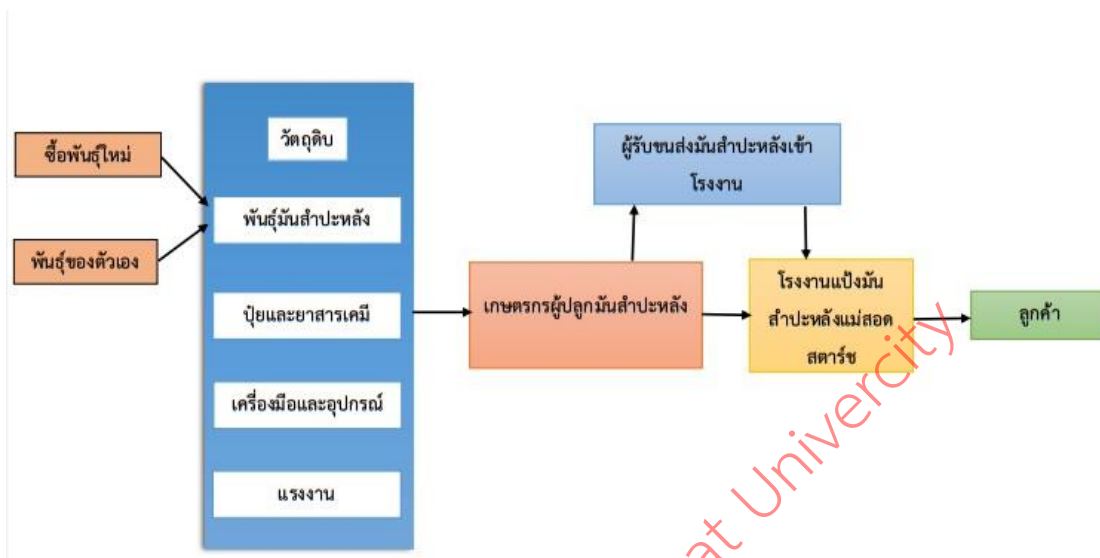 ซื้อพันธุ์ใหม่
พันธุ์ของตัวเอง
วัตถุดิบ
พันธุ์มันสำปะหลัง
ปุ๋ยและยาสารเคมี
เครื่องมือและอุปกรณ์
แรงงาน
เกษตรกรผู้ปลูกมันสำปะหลัง
ผู้รับขนส่งมันสำปะหลังเข้า
โรงงาน
โรงงานแป้งมัน
สำปะหลังแม่สอด
สตาร์ช
ลูกค้า
at Univercity